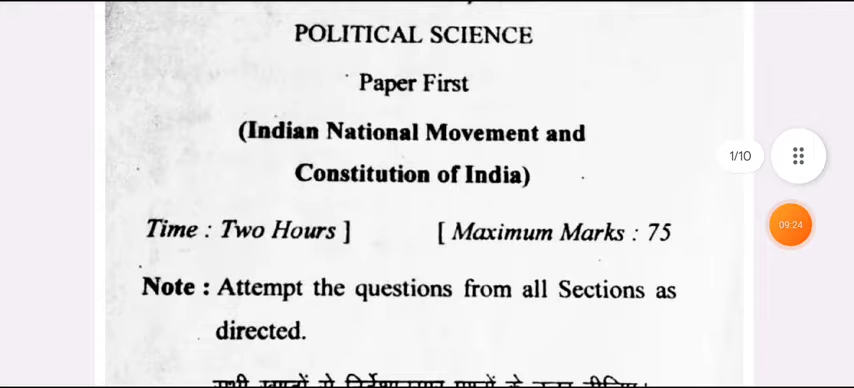 POLITICAL SCIENCE
Paper First
(Indian National Movement and
Constitution of India)
1/10
09:24
Time : Two Hours ] [ Maximum Marks : 75
Note : Attempt the questions from all Sections as
directed.